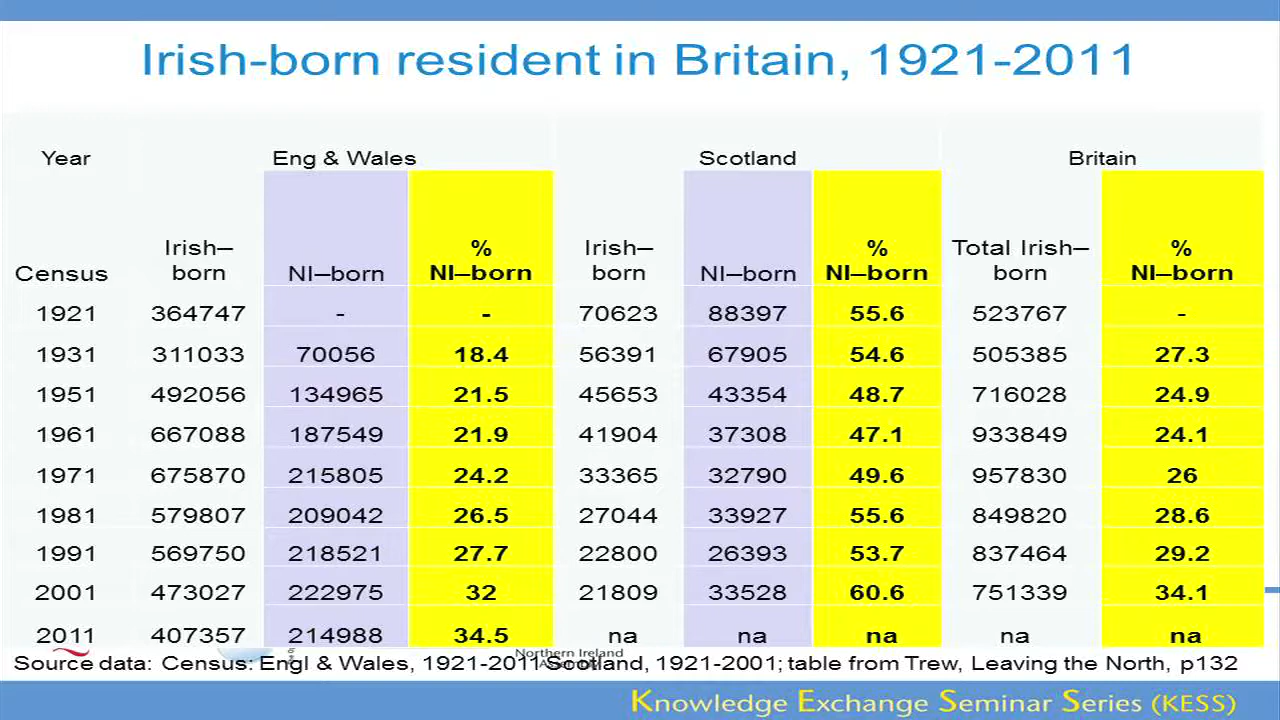 Irish-born resident in Britain, 1921-2011
Year Eng & Wales Scotland Britain
Census Irish–born NI–born % NI–born Irish–born NI–born % NI–born Total Irish–born % NI–born
1921 364747 - - 70623 88397 55.6 523767 -
1931 311033 70056 18.4 56391 67905 54.6 505385 27.3
1951 492056 134965 21.5 45653 43354 48.7 716028 24.9
1961 667088 187549 21.9 41904 37308 47.1 933849 24.1
1971 675870 215805 24.2 33365 32790 49.6 957830 26
1981 579807 209042 26.5 27044 33927 55.6 849820 28.6
1991 569750 218521 27.7 22800 26393 53.7 837464 29.2
2001 473027 222975 32 21809 33528 60.6 751339 34.1
2011 407357 214988 34.5 na na na na na
Northern Ireland
Assembly
Source data: Census: Engl & Wales, 1921-2011 Scotland, 1921-2001; table from Trew, Leaving the North, p132
Knowledge Exchange Seminar Series (KESS)